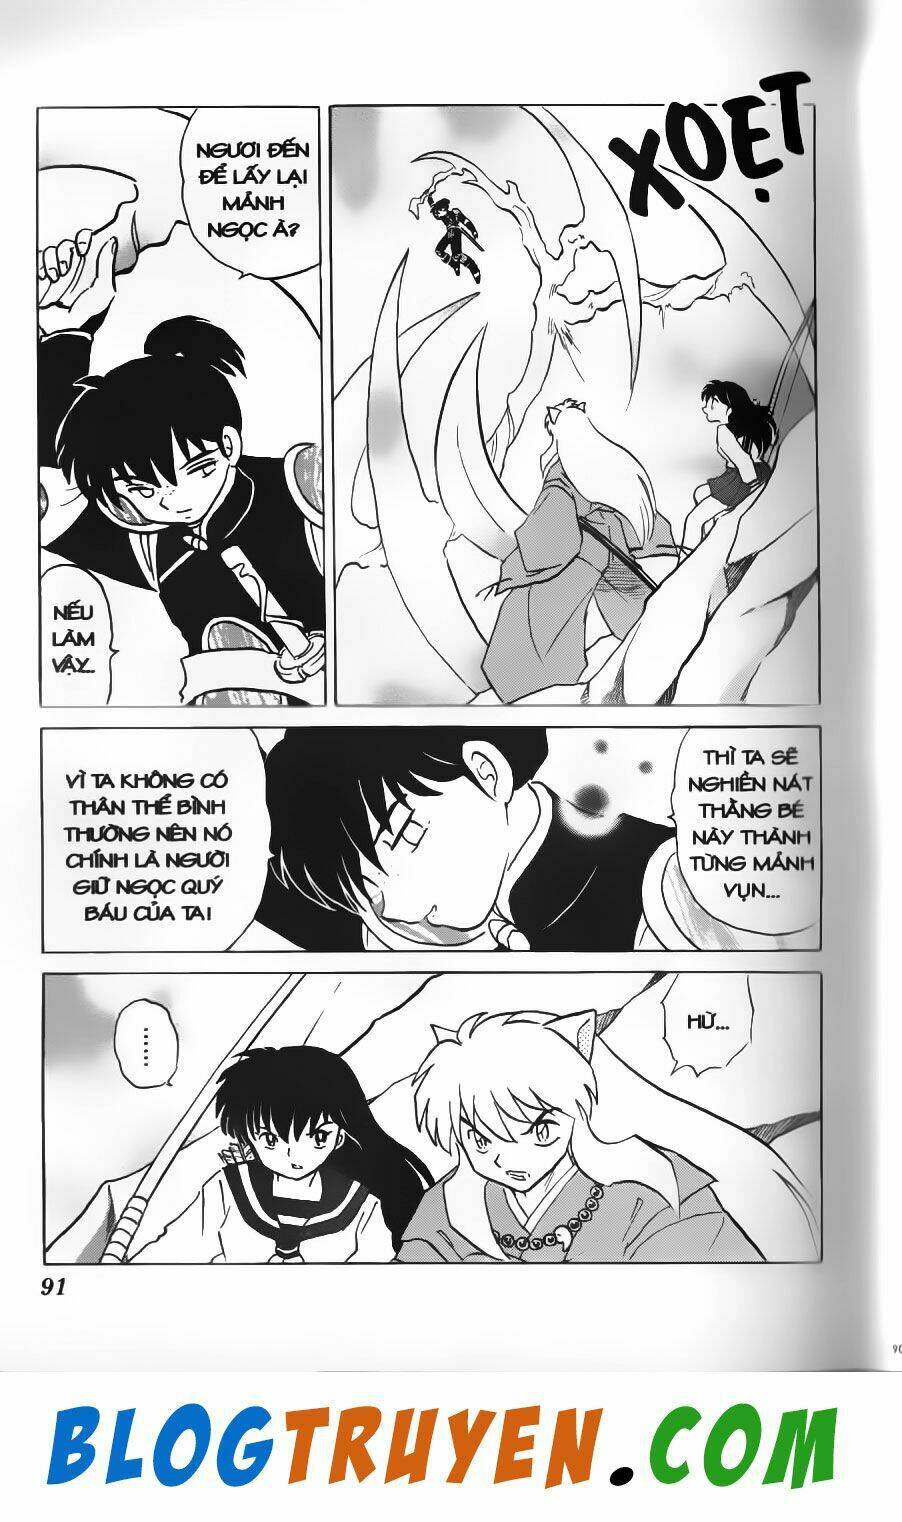 XOẸT
NGƯƠI ĐẾN
ĐỂ LẤY LẠI
MẢNH
NGỌC À?
NẾU
LÀM
VẬY...
THÌ TA SẼ
NGHIỀN NÁT
THẰNG BÉ
NÀY THÀNH
TỪNG MẢNH
VỤN...
VÌ TA KHÔNG CÓ
THÂN THỂ BÌNH
THƯỜNG NÊN NÓ
CHÍNH LÀ NGƯỜI
GIỮ NGỌC QUÝ
BÁU CỦA TA!
HỪ...
......
91
90
BLOGTRUYEN.COM